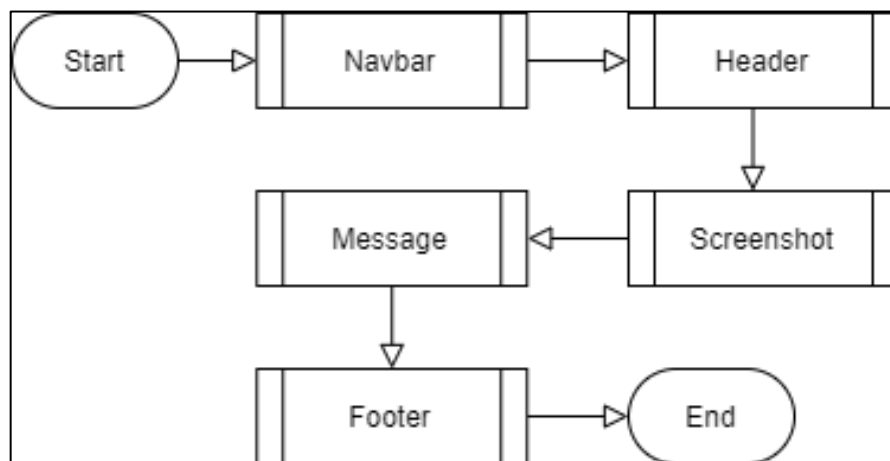 Start
Navbar
Header
Screenshot
Message
Footer
End